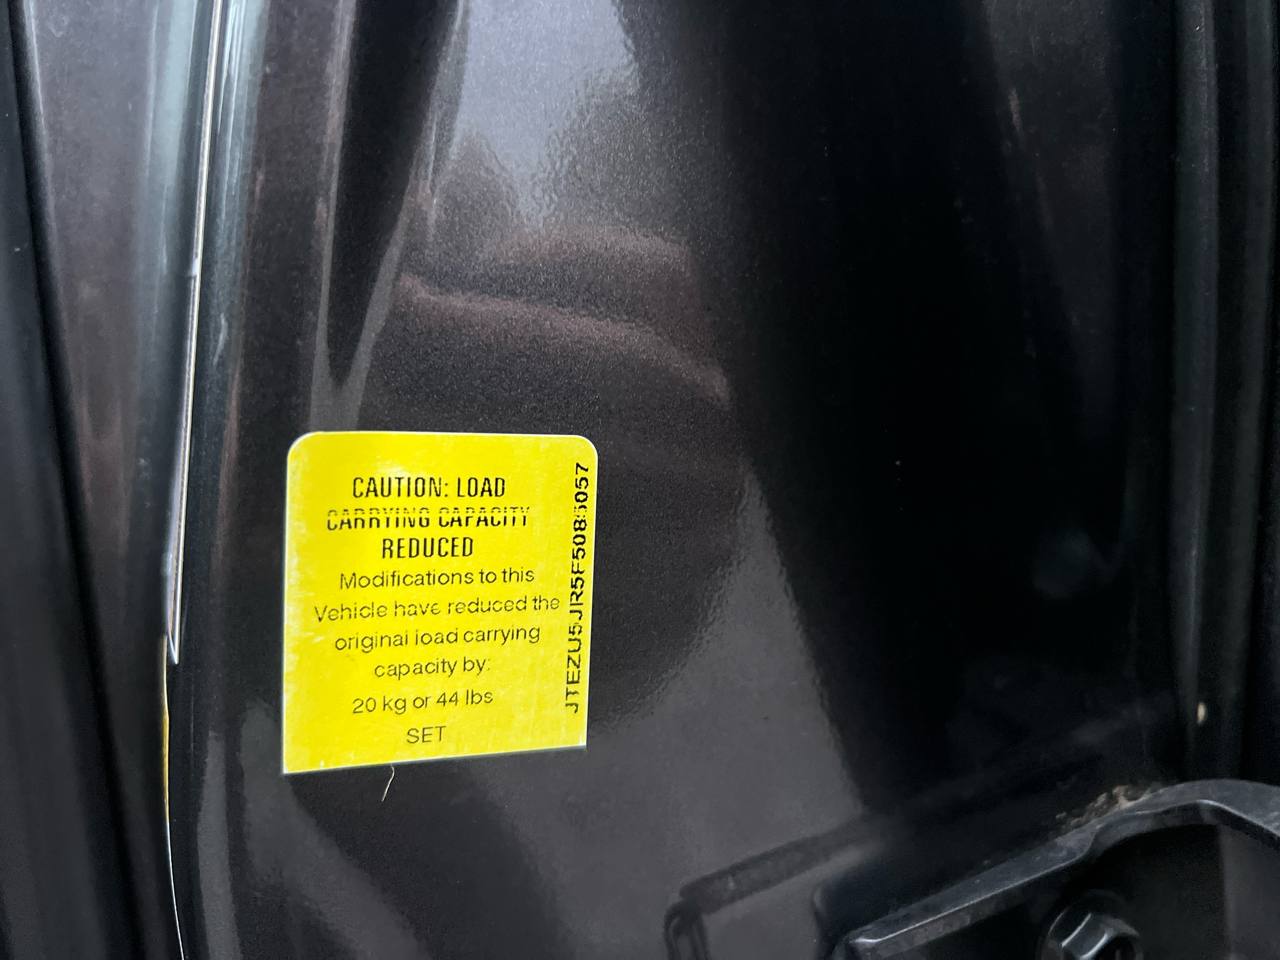 CAUTION: LOAD
CARRYING CAPACITY
REDUCED
Modifications to this
Vehicle have reduced the
original load carrying
capacity by:
20 kg or 44 lbs
SET
JTEZU5JR5F5085057